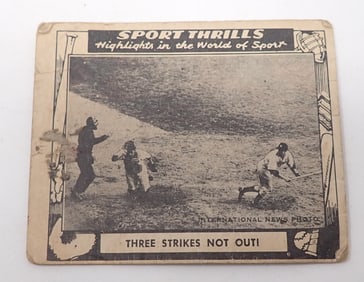 SPORT THRILLS
Highlights in the World of Sport
INTERNATIONAL NEWS PHOTO
THREE STRIKES NOT OUT!